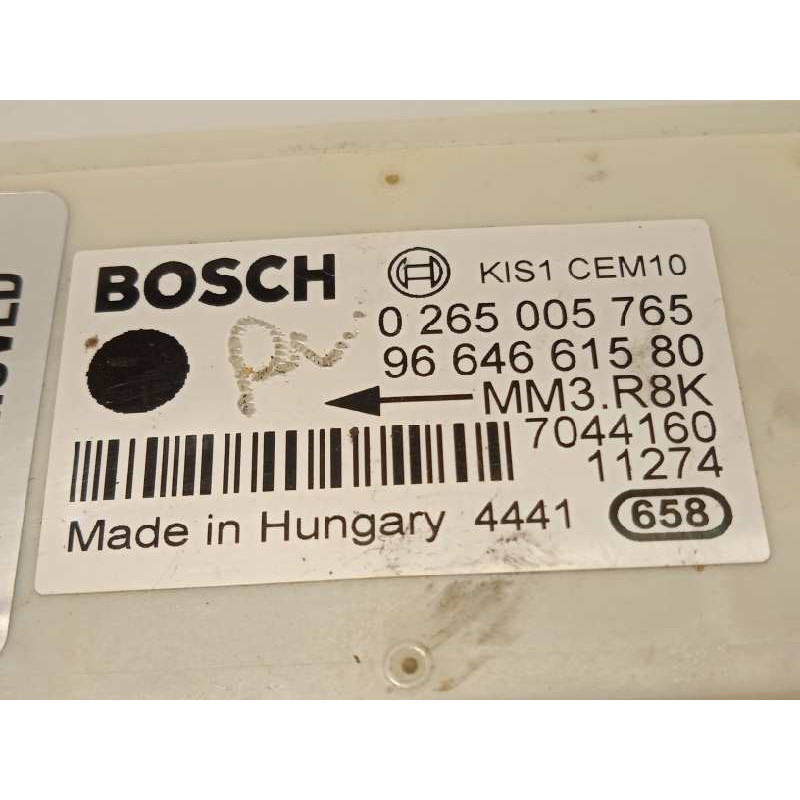 BOSCH KIS1 CEM10
0 265 005 765
96 646 615 80
MM3.R8K
7044160
11274
Made in Hungary 4441 658